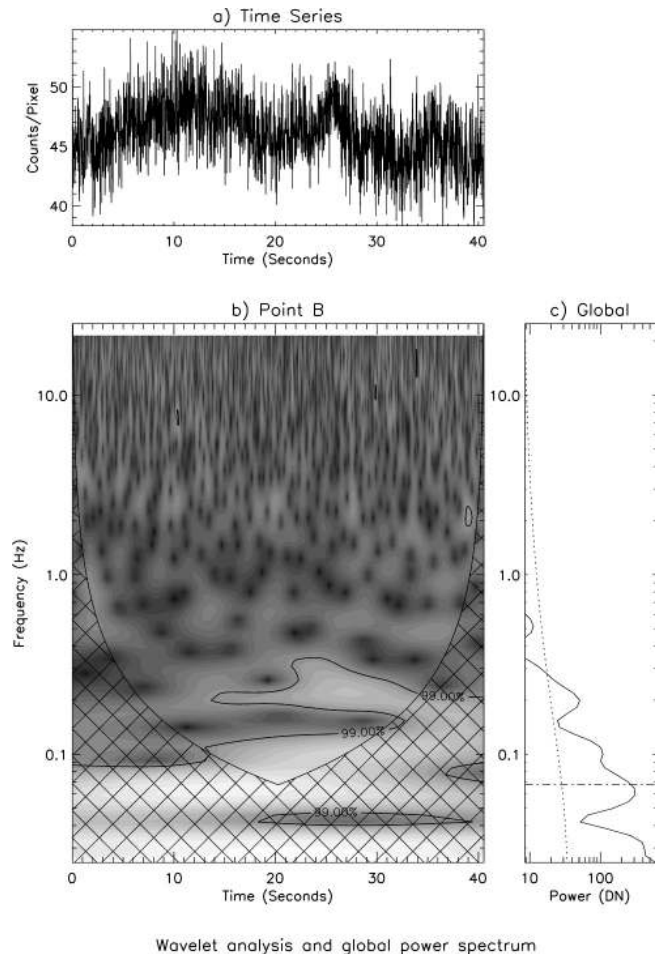 a) Time Series
50
45
40
Counts/Pixel
0 10 20 30 40
Time (Seconds)
b) Point B
c) Global
10.0
1.0
0.1
Frequency (Hz)
99.00%
99.00%
99.00%
0 10 20 30 40
Time (Seconds)
10.0
1.0
0.1
10 100
Power (DN)
Wavelet analysis and global power spectrum